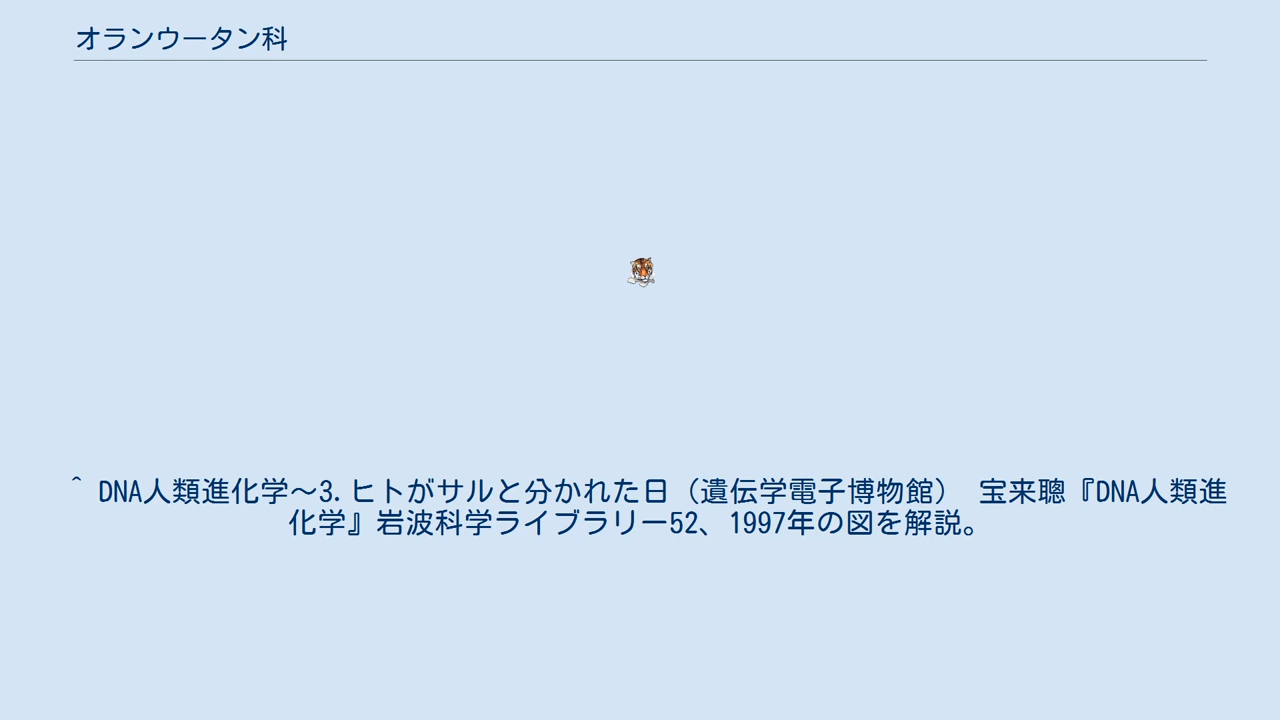 オランウータン科
^ DNA人類進化学～3.ヒトがサルと分かれた日（遺伝学電子博物館） 宝来聰『DNA人類進
化学』岩波科学ライブラリー52、1997年の図を解説。